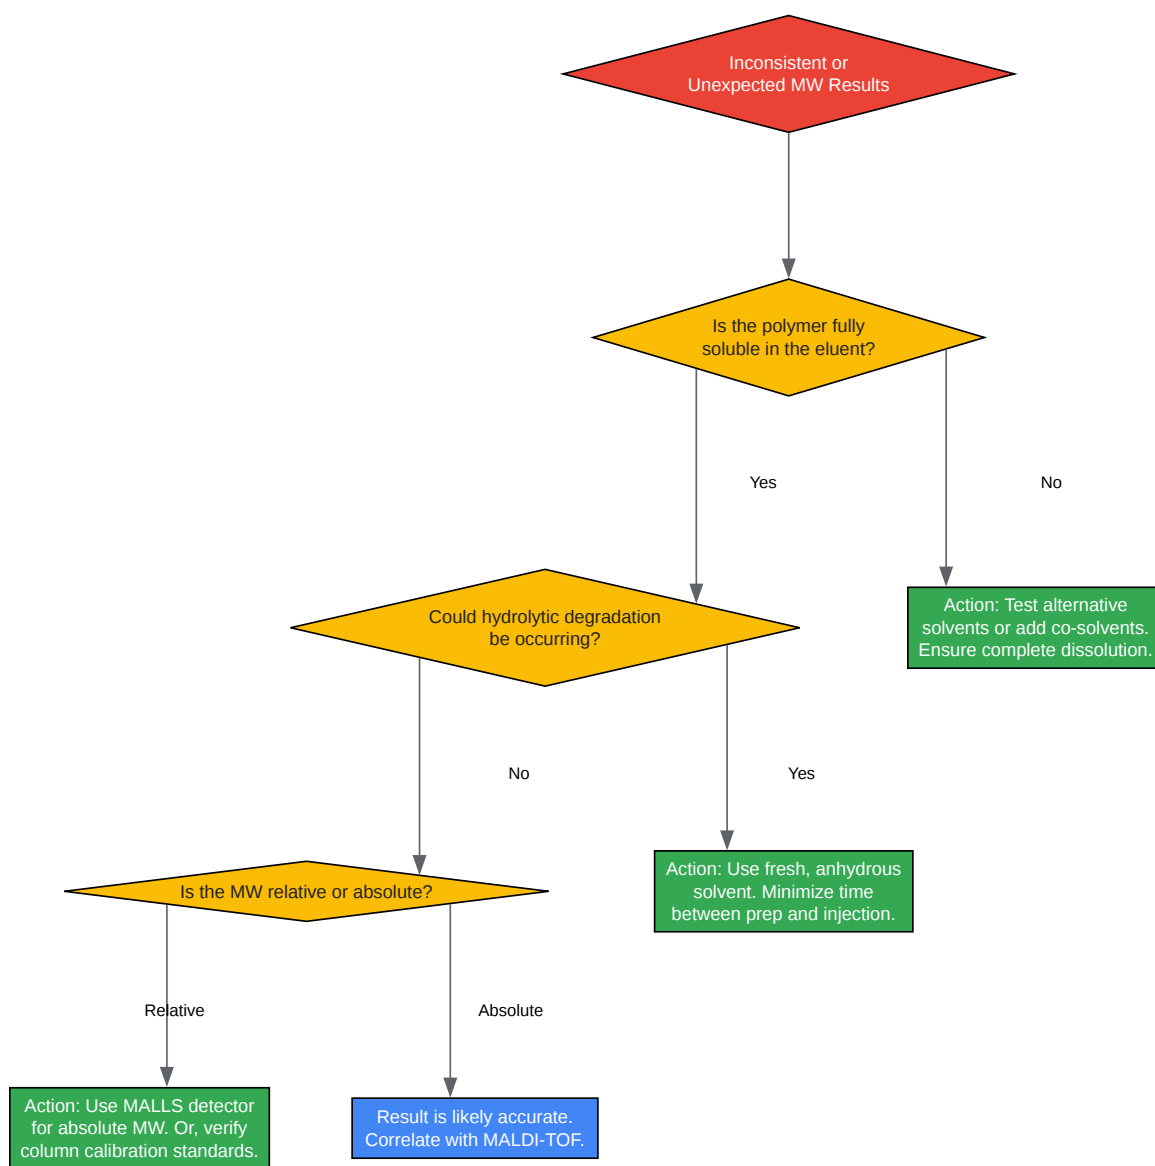 Inconsistent or
Unexpected MW Results
Is the polymer fully
soluble in the eluent?
Yes
No
Could hydrolytic degradation
be occurring?
Action: Test alternative
solvents or add co-solvents.
Ensure complete dissolution.
No
Yes
Is the MW relative or absolute?
Action: Use fresh, anhydrous
solvent. Minimize time
between prep and injection.
Relative
Absolute
Action: Use MALLS detector
for absolute MW. Or, verify
column calibration standards.
Result is likely accurate.
Correlate with MALDI-TOF.